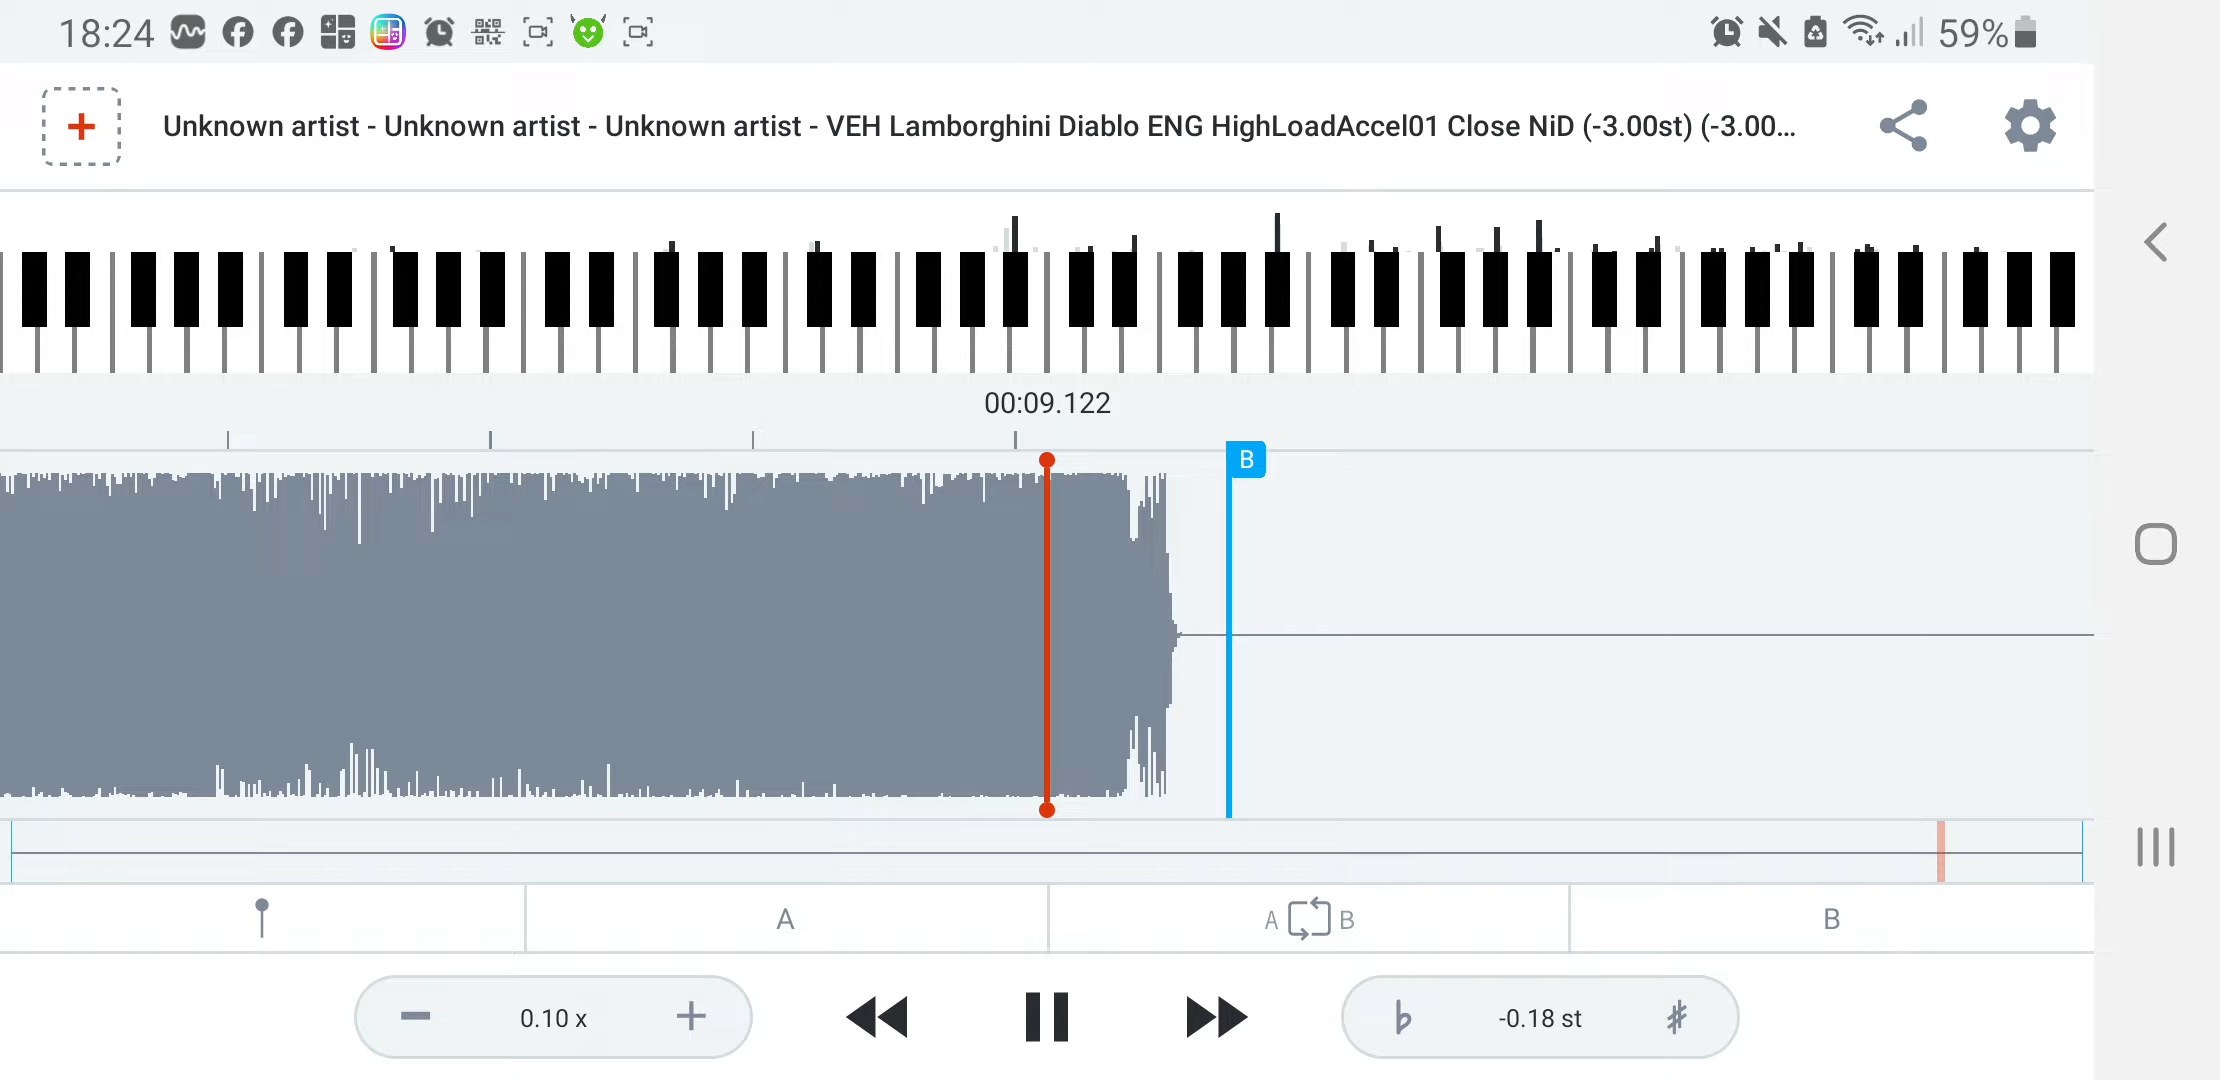 18:24
59%
Unknown artist - Unknown artist - Unknown artist - VEH Lamborghini Diablo ENG HighLoadAccel01 Close NiD (-3.00st) (-3.00...
00:09.122
B
A
A B
B
0.10 x
-0.18 st